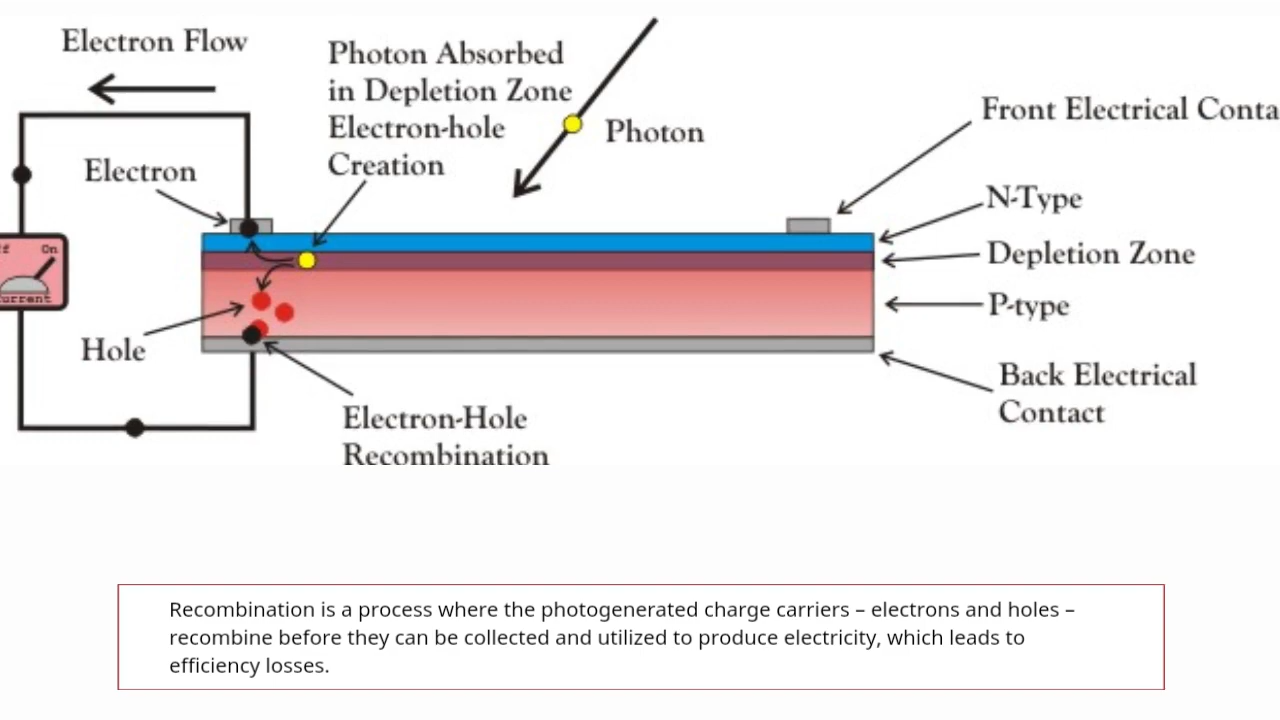 Electron Flow
Photon Absorbed
in Depletion Zone
Electron-hole
Creation
Photon
Front Electrical Conta
Electron
N-Type
Depletion Zone
P-type
On
urrent
Hole
Back Electrical
Contact
Electron-Hole
Recombination
Recombination is a process where the photogenerated charge carriers – electrons and holes –
recombine before they can be collected and utilized to produce electricity, which leads to
efficiency losses.